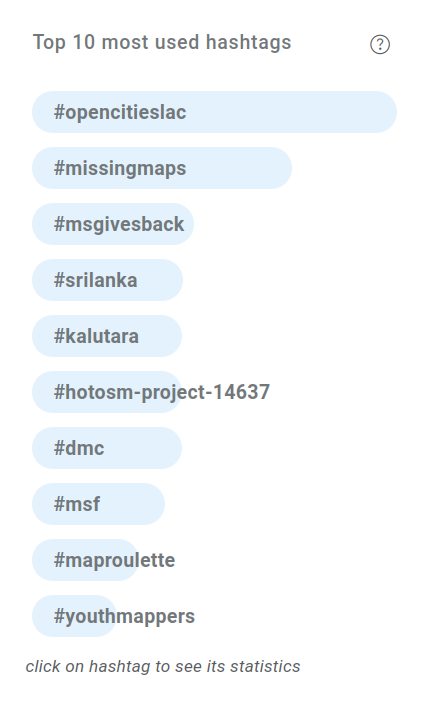 Top 10 most used hashtags
#opencitieslac
#missingmaps
#msgivesback
#srilanka
#kalutara
#hotosm-project-14637
#dmc
#msf
#maproulette
#youthmappers
click on hashtag to see its statistics